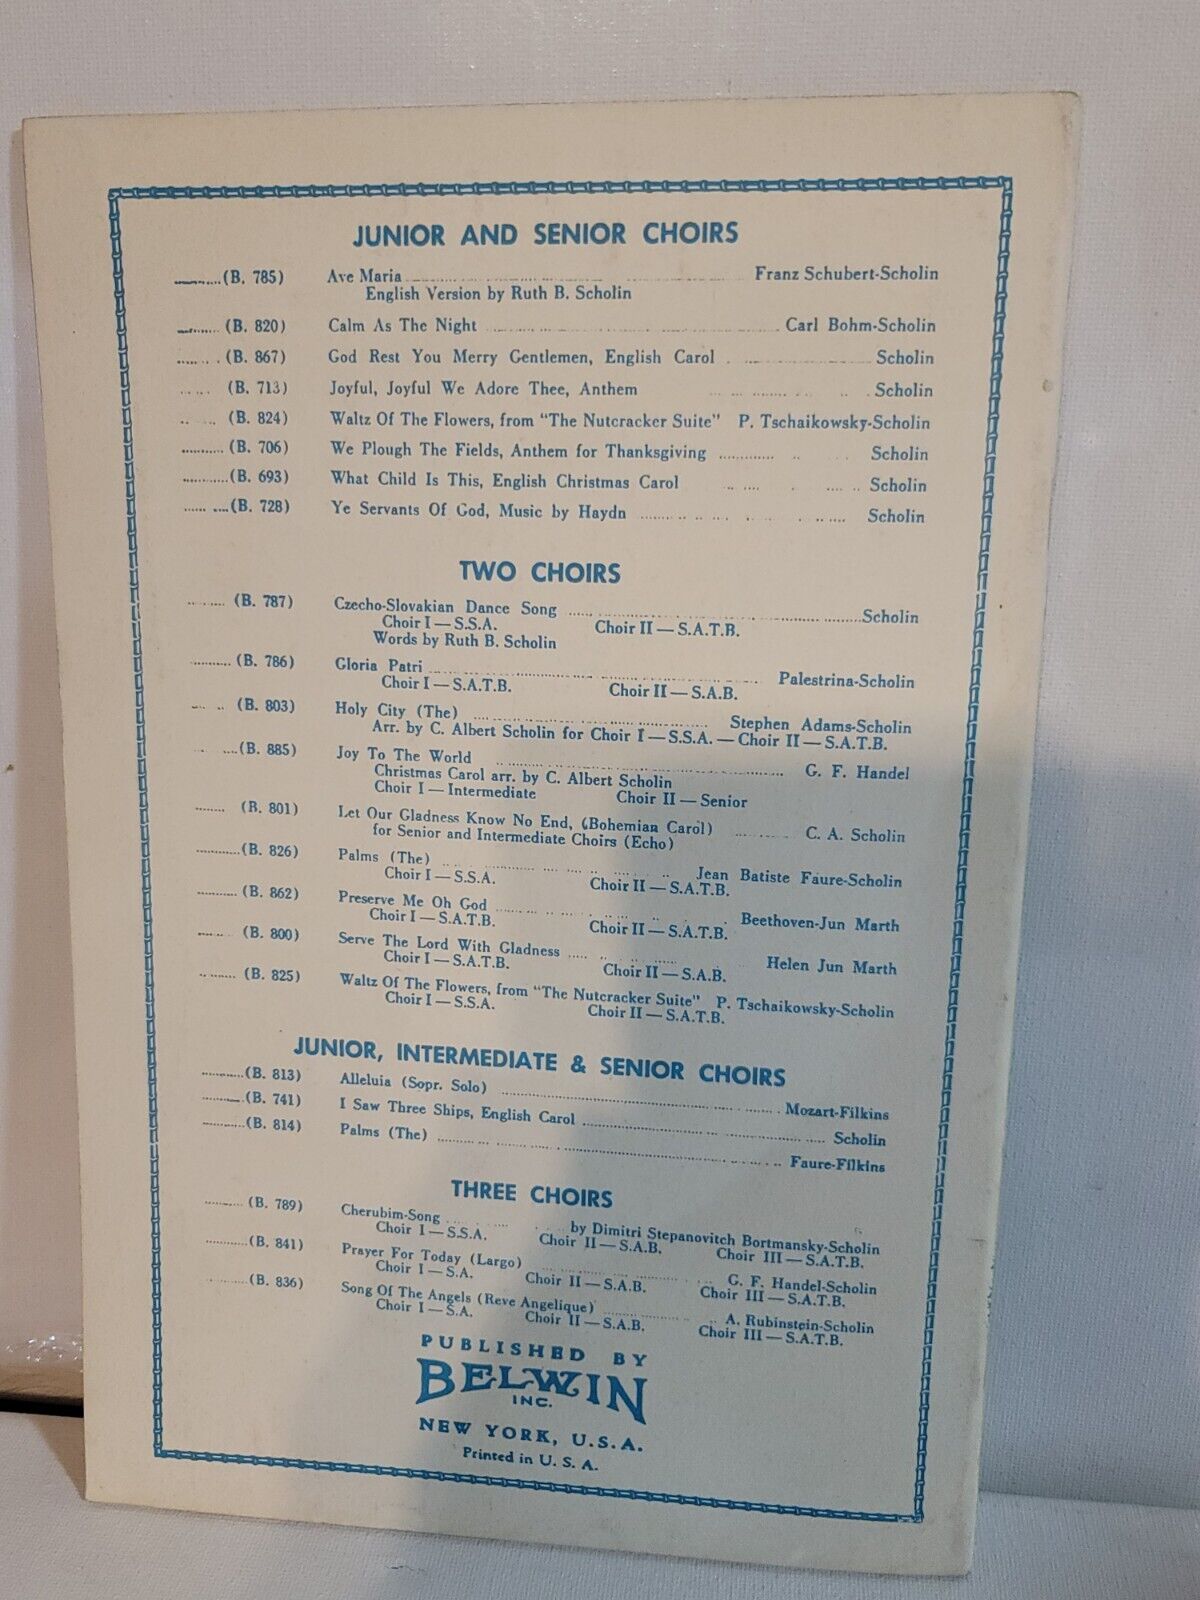 JUNIOR AND SENIOR CHOIRS
(B. 785) Ave Maria Franz Schubert-Scholin
English Version by Ruth B. Scholin
(B. 820) Calm As The Night Carl Bohm-Scholin
(B. 867) God Rest You Merry Gentlemen, English Carol Scholin
(B. 713) Joyful, Joyful We Adore Thee, Anthem Scholin
(B. 824) Waltz Of The Flowers, from "The Nutcracker Suite" P. Tschaikowsky-Scholin
(B. 706) We Plough The Fields, Anthem for Thanksgiving Scholin
(B. 693) What Child Is This, English Christmas Carol Scholin
(B. 728) Ye Servants Of God, Music by Haydn Scholin
TWO CHOIRS
(B. 787) Czecho-Slovakian Dance Song Scholin
Choir I — S.S.A. Choir II — S.A.T.B.
Words by Ruth B. Scholin
(B. 786) Gloria Patri Palestrina-Scholin
Choir I — S.A.T.B. Choir II — S.A.B.
(B. 803) Holy City (The) Stephen Adams-Scholin
Arr. by C. Albert Scholin for Choir I — S.S.A. — Choir II — S.A.T.B.
(B. 885) Joy To The World G. F. Handel
Christmas Carol arr. by C. Albert Scholin
Choir I — Intermediate Choir II — Senior
(B. 801) Let Our Gladness Know No End, (Bohemian Carol) C. A. Scholin
for Senior and Intermediate Choirs (Echo)
(B. 826) Palms (The) Jean Batiste Faure-Scholin
Choir I — S.S.A. Choir II — S.A.T.B.
(B. 862) Preserve Me Oh God Beethoven-Jun Marth
Choir I — S.A.T.B. Choir II — S.A.T.B.
(B. 800) Serve The Lord With Gladness Helen Jun Marth
Choir I — S.A.T.B. Choir II — S.A.B.
(B. 825) Waltz Of The Flowers, from "The Nutcracker Suite" P. Tschaikowsky-Scholin
Choir I — S.S.A. Choir II — S.A.T.B.
JUNIOR, INTERMEDIATE & SENIOR CHOIRS
(B. 813) Alleluia (Sopr. Solo) Mozart-Filkins
(B. 741) I Saw Three Ships, English Carol Scholin
(B. 814) Palms (The) Faure-Filkins
THREE CHOIRS
(B. 789) Cherubim-Song by Dimitri Stepanovitch Bortmansky-Scholin
Choir I — S.S.A. Choir II — S.A.B. Choir III — S.A.T.B.
(B. 841) Prayer For Today (Largo) G. F. Handel-Scholin
Choir I — S.A. Choir II — S.A.B. Choir III — S.A.T.B.
(B. 836) Song Of The Angels (Reve Angelique) A. Rubinstein-Scholin
Choir I — S.A. Choir II — S.A.B. Choir III — S.A.T.B.
PUBLISHED BY
BELWIN
INC.
NEW YORK, U.S.A.
Printed in U. S. A.